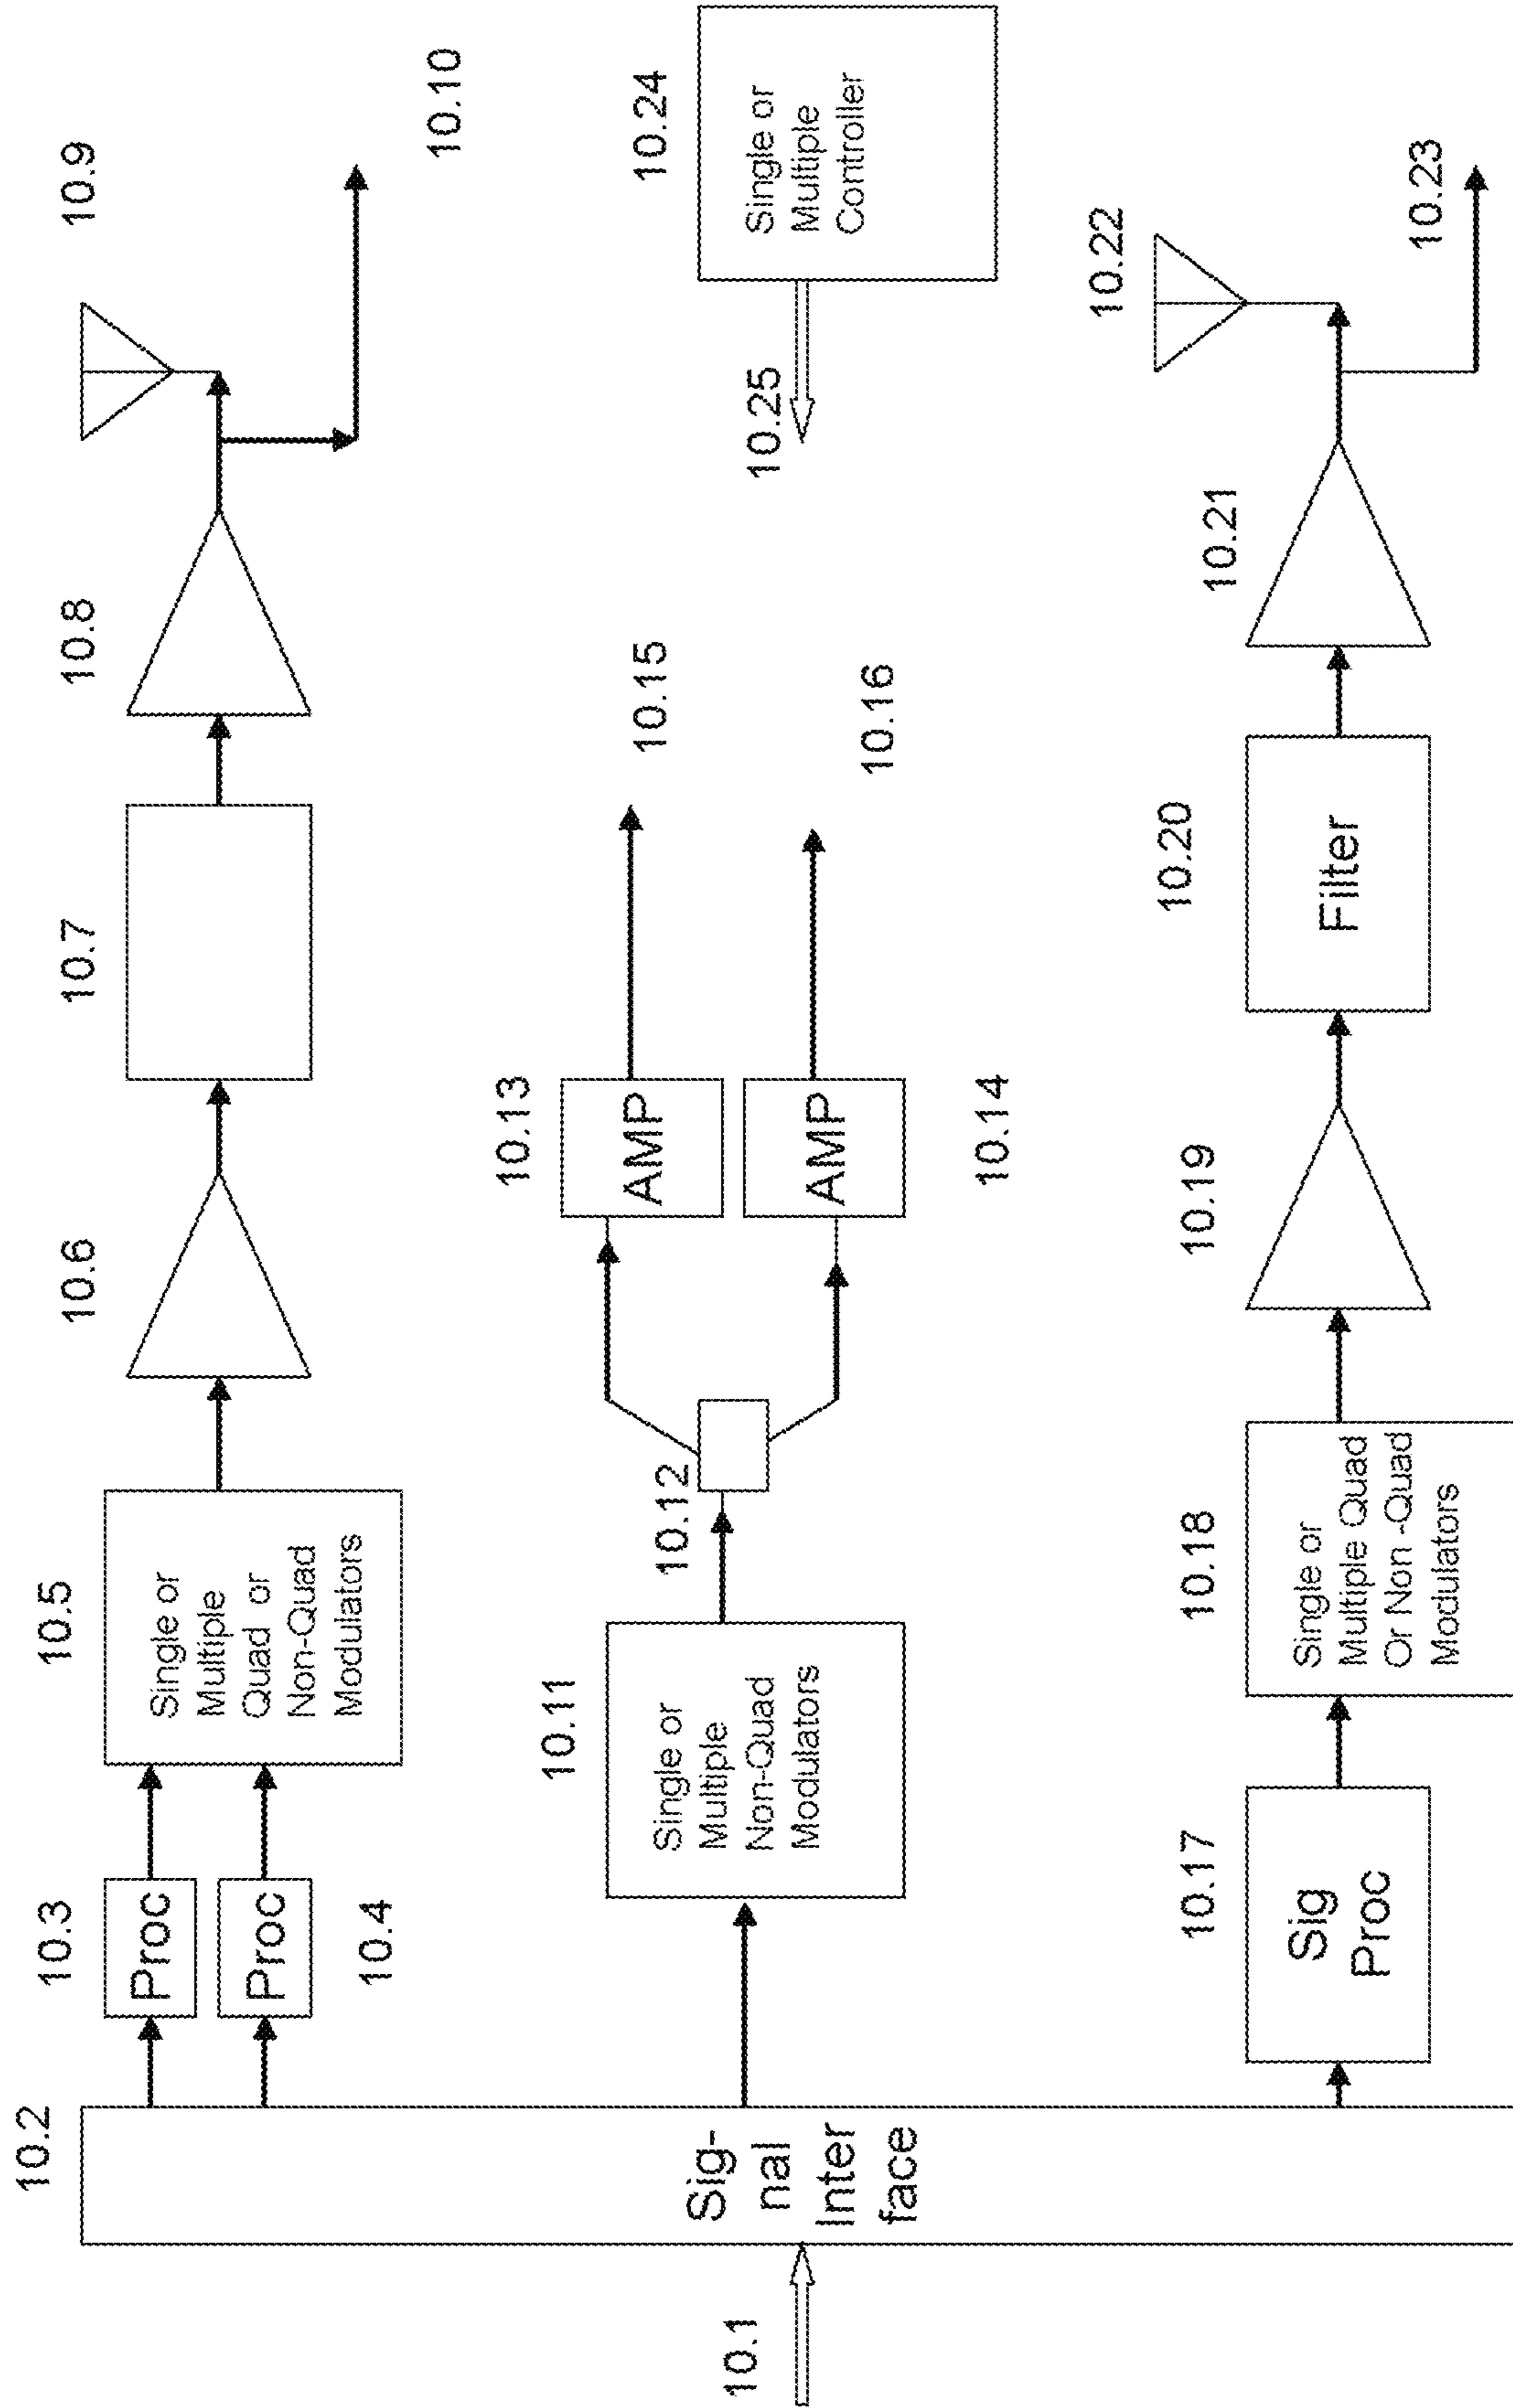 10.1
10.2
Sig-
nal
Inter
face
10.3
Proc
Proc
10.4
10.5
Single or
Multiple
Quad or
Non-Quad
Modulators
10.6
10.7
10.8
10.9
10.10
10.11
Single or
Multiple
Non-Quad
Modulators
10.12
10.13
AMP
AMP
10.14
10.15
10.16
10.24
Single or
Multiple
Controller
10.25
10.17
Sig
Proc
10.18
Single or
Multiple Quad
Or Non -Quad
Modulators
10.19
10.20
Filter
10.21
10.22
10.23